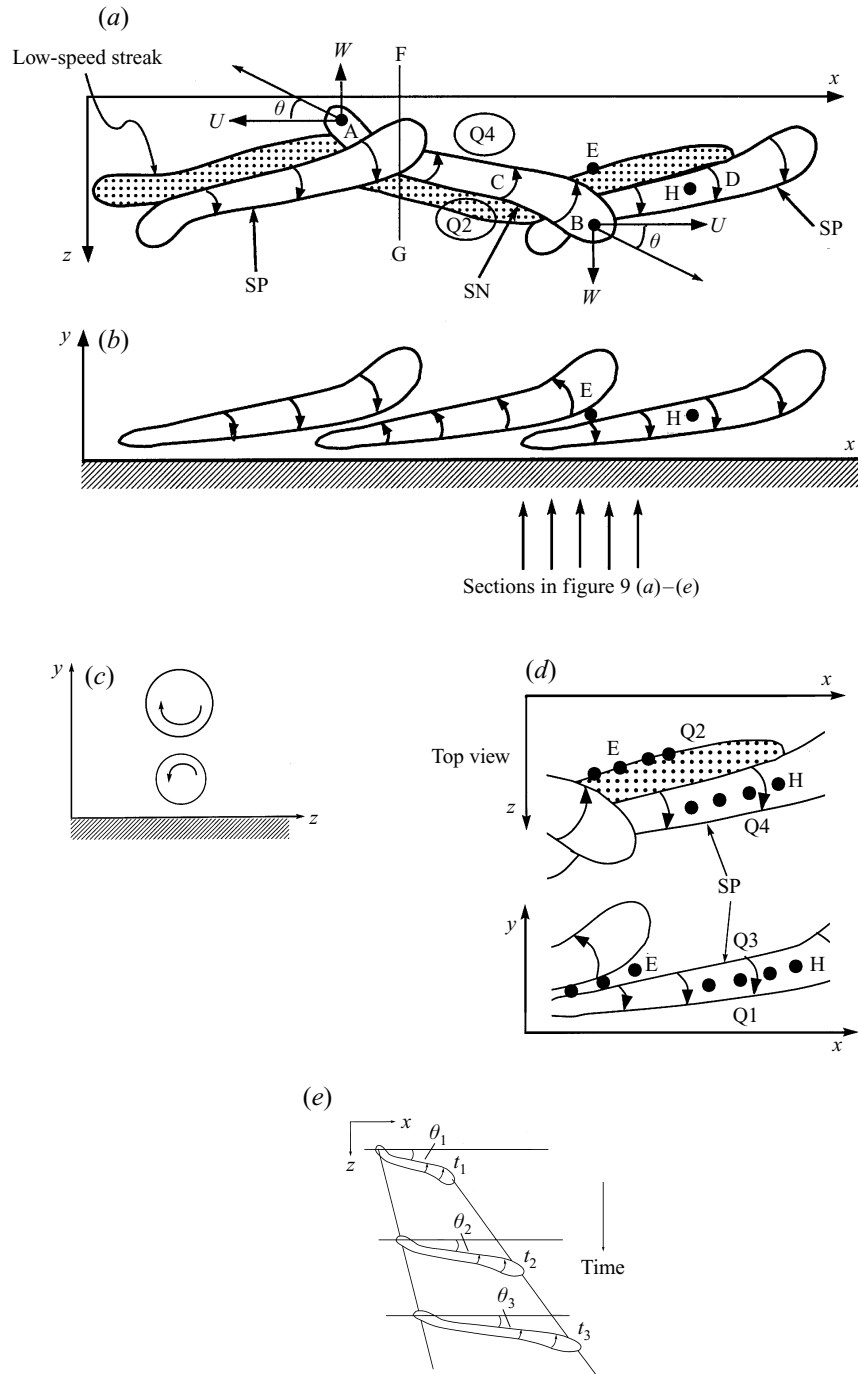 (a)
Low-speed streak
W
F
x
θ
U
A
Q4
E
C
H
D
Q2
B
U
θ
SP
z
SP
G
SN
W
(b)
y
E
H
x
Sections in figure 9 (a)–(e)
y
(c)
z
(d)
x
Top view
E
Q2
H
z
Q4
SP
y
Q3
E
H
Q1
x
(e)
x
z
θ1
t1
θ2
t2
Time
θ3
t3